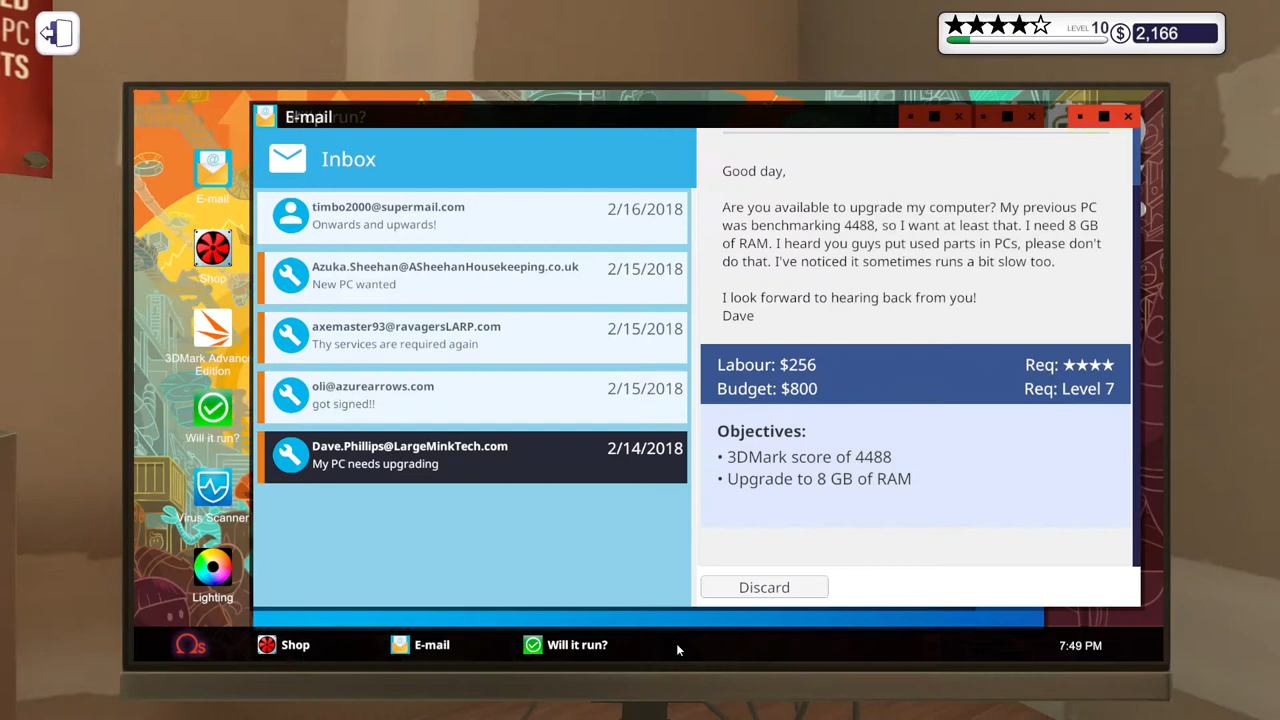 PC
TS
LEVEL 10
$ 2,166
E-mail
Inbox
timbo2000@supermail.com
2/16/2018
Onwards and upwards!
Azuka.Sheehan@ASheehanHousekeeping.co.uk
2/15/2018
New PC wanted
axemaster93@ravagersLARP.com
2/15/2018
Thy services are required again
oli@azurearrows.com
2/15/2018
got signed!!
Dave.Phillips@LargeMinkTech.com
2/14/2018
My PC needs upgrading
Good day,
Are you available to upgrade my computer? My previous PC
was benchmarking 4488, so I want at least that. I need 8 GB
of RAM. I heard you guys put used parts in PCs, please don't
do that. I've noticed it sometimes runs a bit slow too.
I look forward to hearing back from you!
Dave
Labour: $256
Req: ★★★★
Budget: $800
Req: Level 7
Objectives:
• 3DMark score of 4488
• Upgrade to 8 GB of RAM
Discard
E-mail
Shop
3DMark Advanc
Edition
Will it run?
Virus Scanner
Lighting
Ωs
Shop
E-mail
Will it run?
7:49 PM